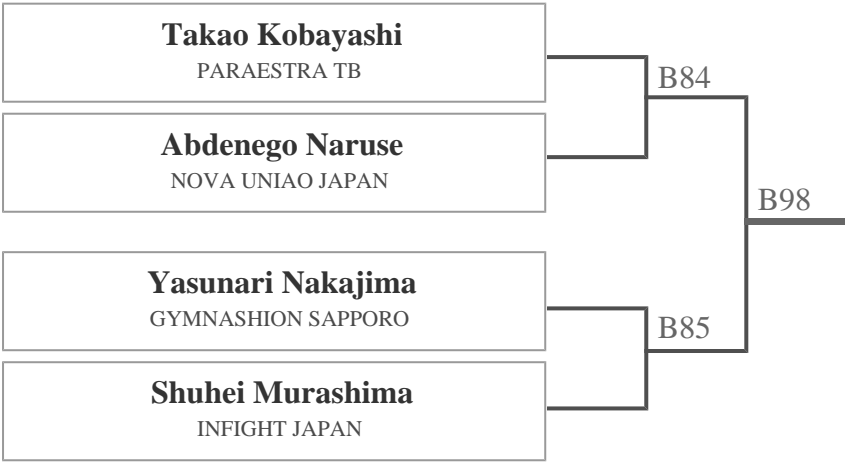 Takao Kobayashi
PARAESTRA TB
B84
Abdenego Naruse
NOVA UNIAO JAPAN
B98
Yasunari Nakajima
GYMNASHION SAPPORO
B85
Shuhei Murashima
INFIGHT JAPAN